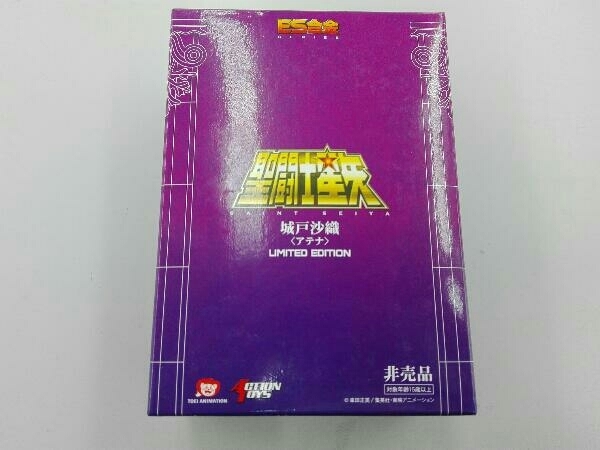 ES合金
SERIES
聖闘士星矢
SAINT SEIYA
城戸沙織
〈アテナ〉
LIMITED EDITION
非売品
対象年齢15歳以上
TOEI ANIMATION
ACTION
TOYS
© 車田正美/集英社・東映アニメーション